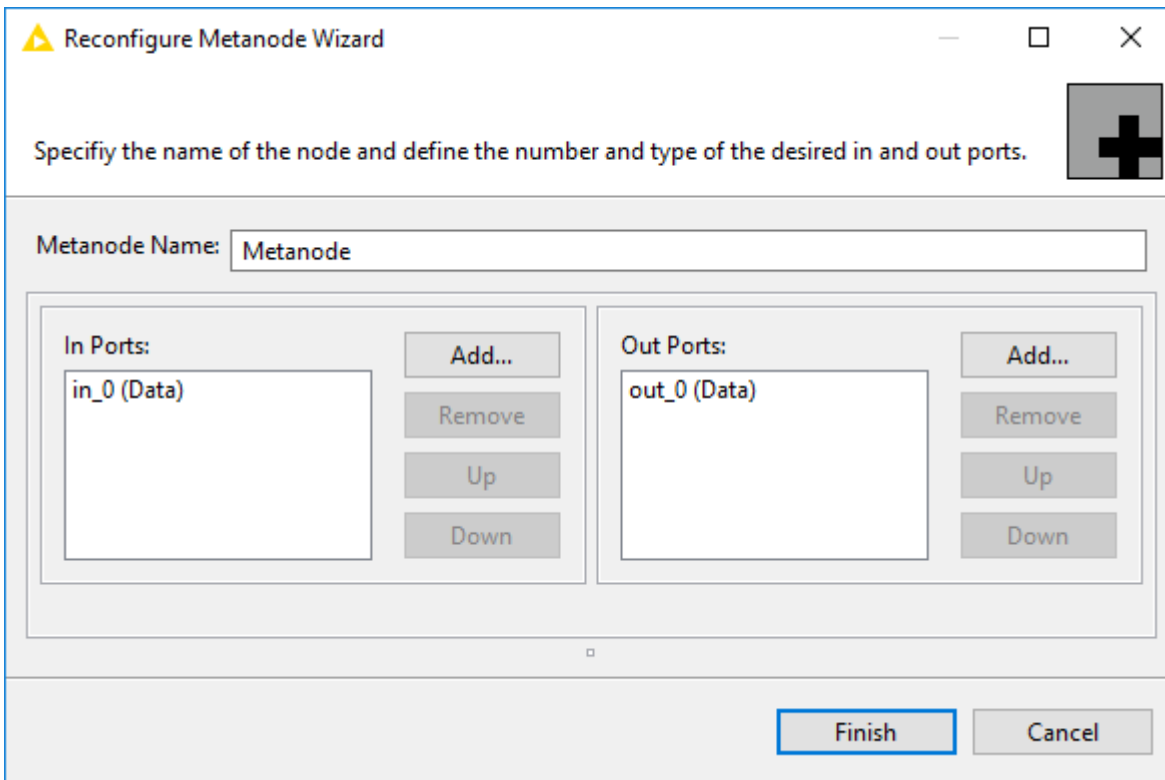 Reconfigure Metanode Wizard
Specifiy the name of the node and define the number and type of the desired in and out ports.
Metanode Name: Metanode
In Ports:
in_0 (Data)
Add...
Remove
Up
Down
Out Ports:
out_0 (Data)
Add...
Remove
Up
Down
Finish
Cancel